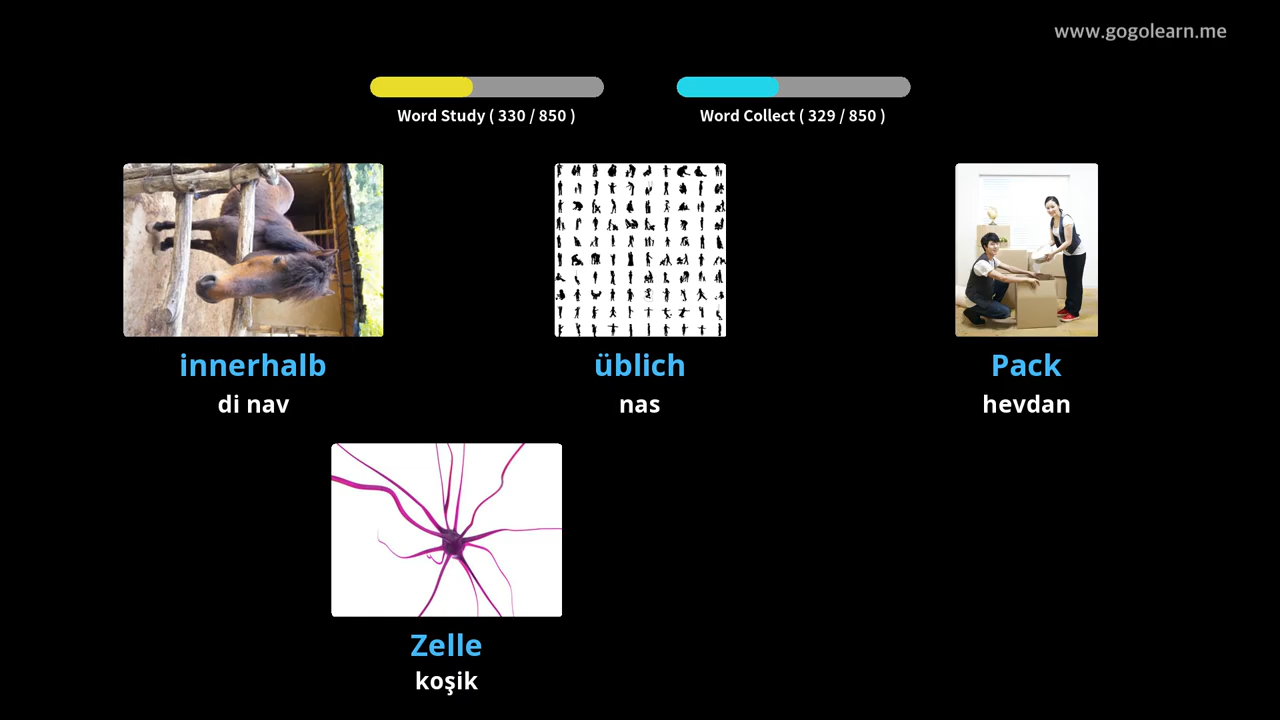 www.gogolearn.me
Word Study ( 330 / 850 )
Word Collect ( 329 / 850 )
innerhalb
di nav
üblich
nas
Pack
hevdan
Zelle
koşik